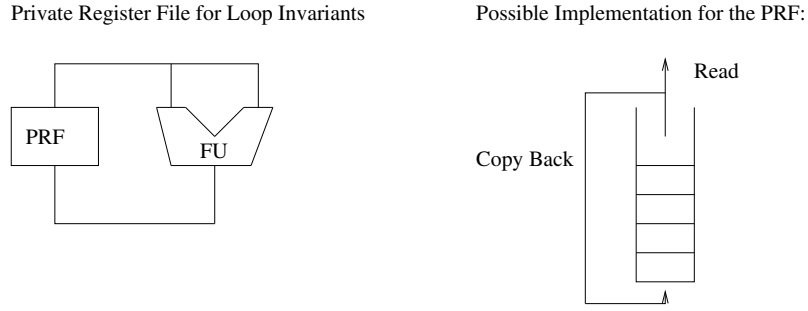 Private Register File for Loop Invariants
Possible Implementation for the PRF:
Read
PRF
FU
Copy Back